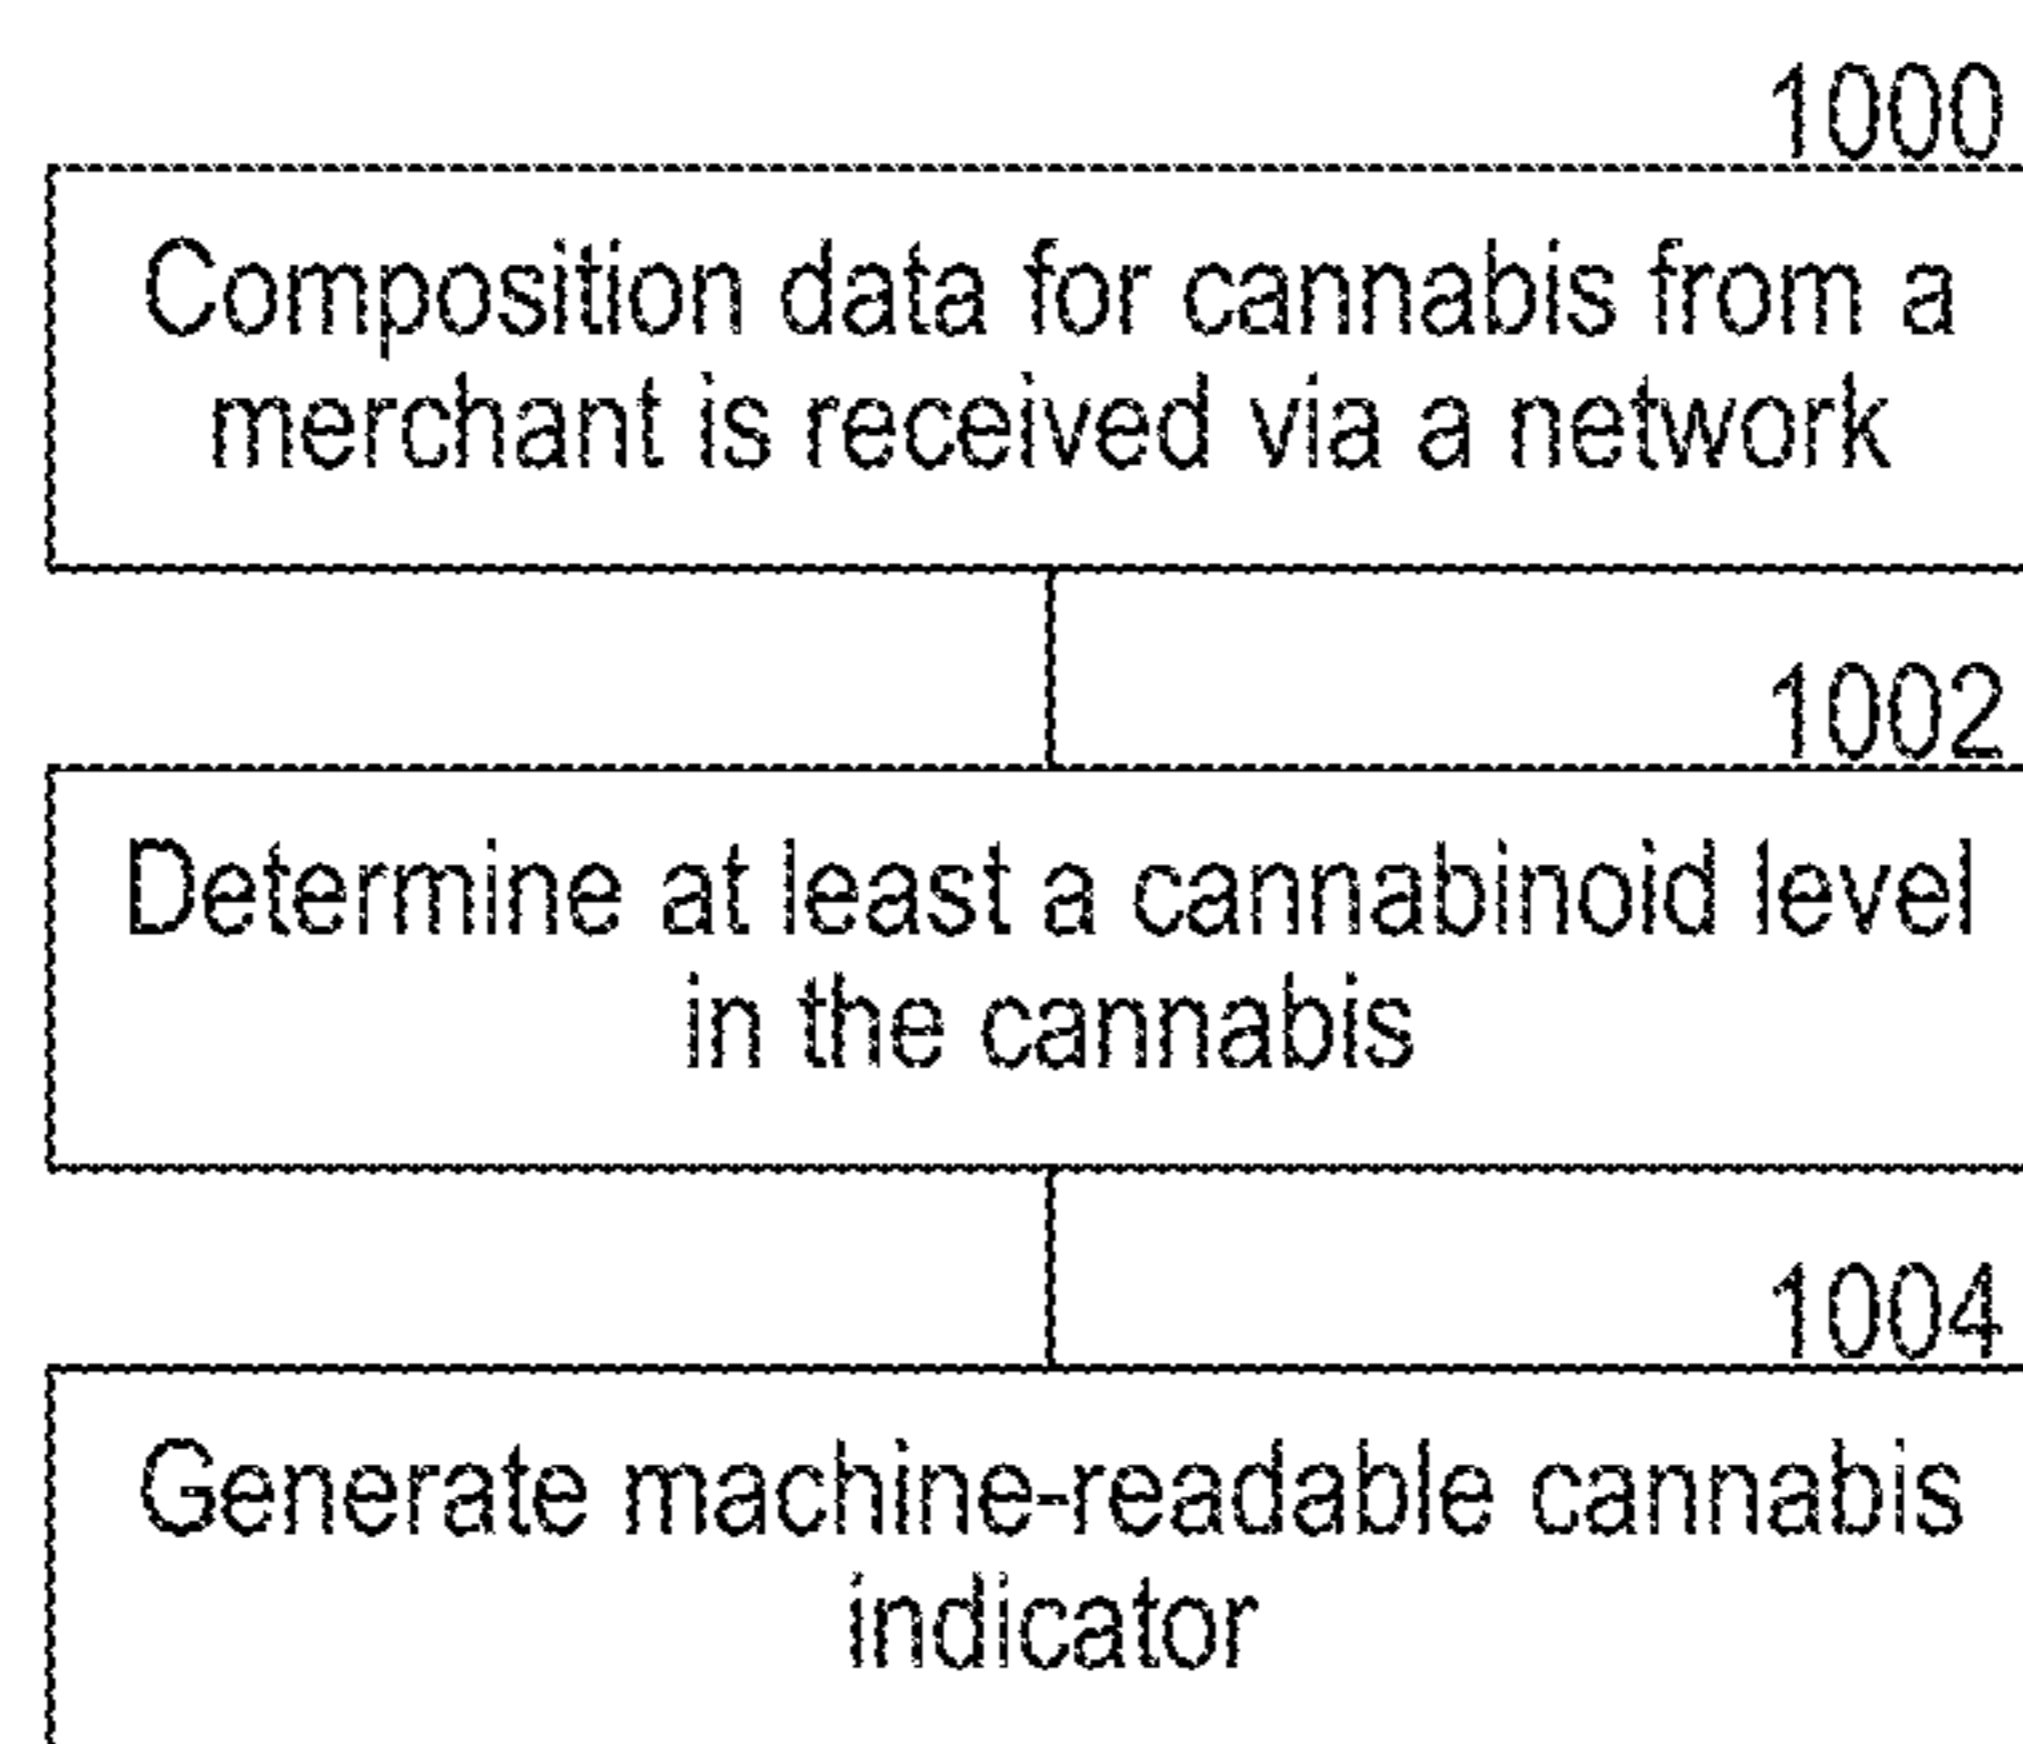 1000
Composition data for cannabis from a
merchant is received via a network
1002
Determine at least a cannabinoid level
in the cannabis
1004
Generate machine-readable cannabis
indicator